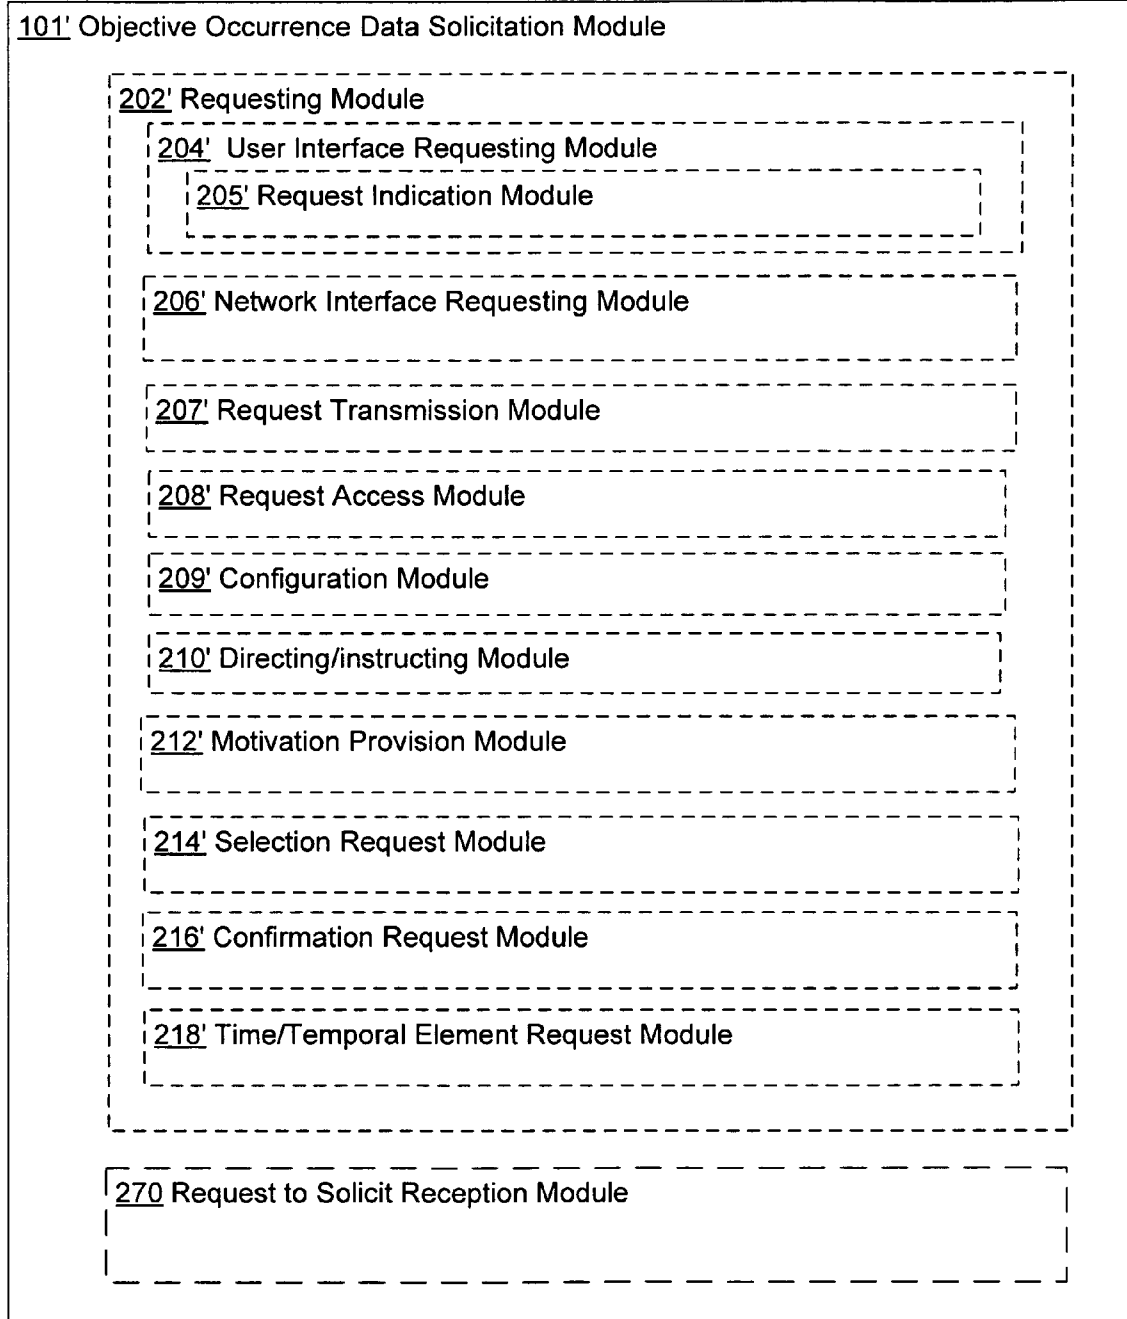 101' Objective Occurrence Data Solicitation Module
202' Requesting Module
204' User Interface Requesting Module
205' Request Indication Module
206' Network Interface Requesting Module
207' Request Transmission Module
208' Request Access Module
209' Configuration Module
210' Directing/instructing Module
212' Motivation Provision Module
214' Selection Request Module
216' Confirmation Request Module
218' Time/Temporal Element Request Module
270 Request to Solicit Reception Module